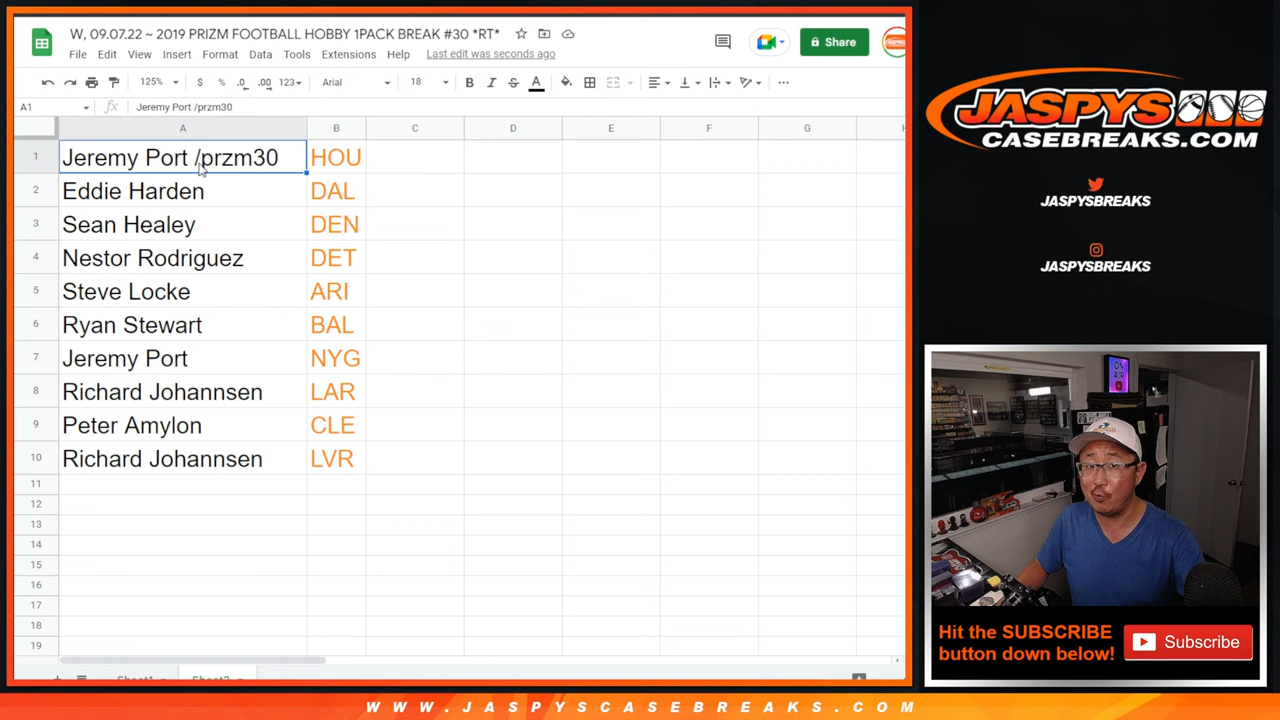 W, 09.07.22 ~ 2019 PRIZM FOOTBALL HOBBY 1PACK BREAK #30 *RT*
File Edit View Insert Format Data Tools Extensions Help Last edit was seconds ago
Share
125% $ % .0 .00 123 Arial 18 B I S A
A1 fx Jeremy Port /przm30
A B C D E F G H
1 Jeremy Port /przm30 HOU
2 Eddie Harden DAL
3 Sean Healey DEN
4 Nestor Rodriguez DET
5 Steve Locke ARI
6 Ryan Stewart BAL
7 Jeremy Port NYG
8 Richard Johannsen LAR
9 Peter Amylon CLE
10 Richard Johannsen LVR
11
12
13
14
15
16
17
18
19
JASPYS
CASEBREAKS.COM
JASPYSBREAKS
JASPYSBREAKS
ON AIR
Hit the SUBSCRIBE
button down below!
Subscribe
WWW.JASPYSCASEBREAKS.COM